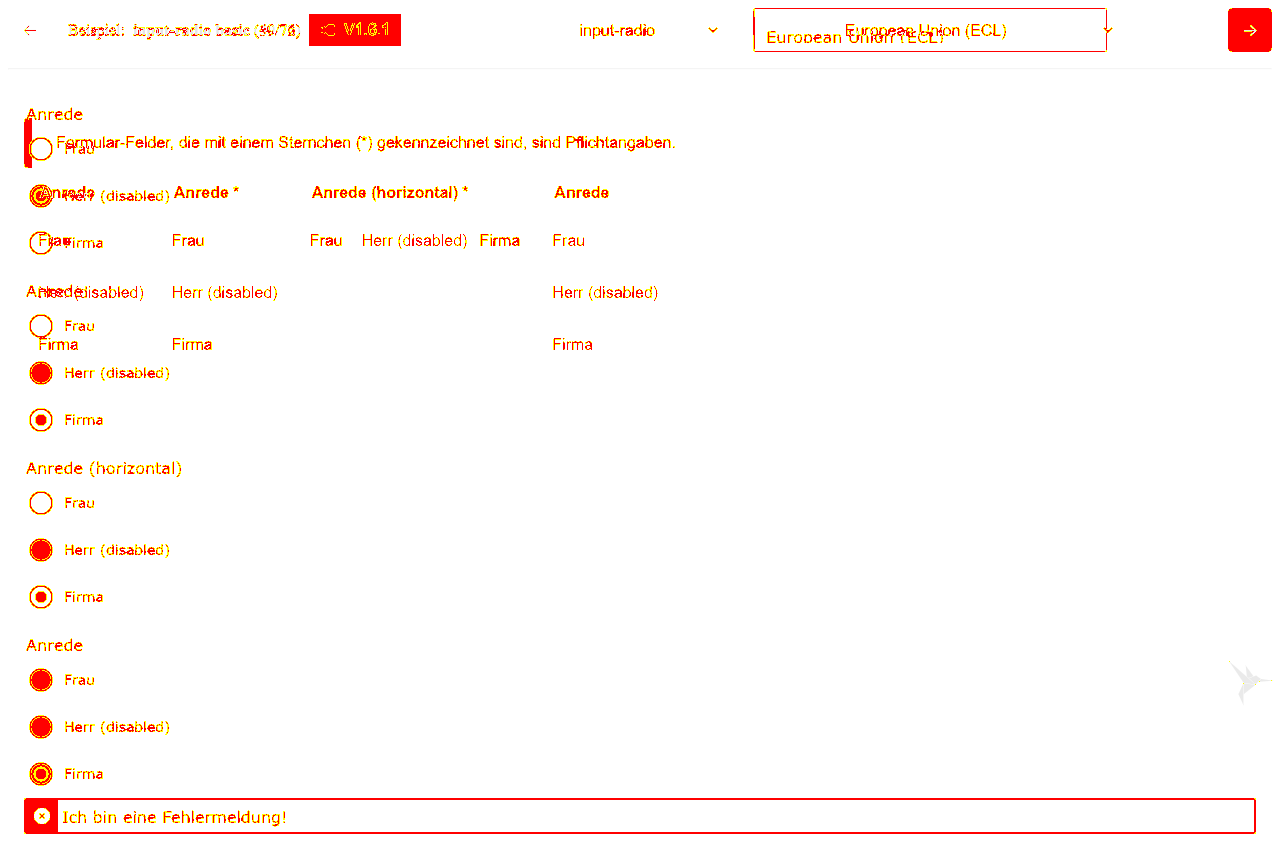 Beispiel: input-radio basic V1.6.1 input-radio European Union (ECL)
European Union (ECL)
Anrede
Formular-Felder, die mit einem Sternchen (*) gekennzeichnet sind, sind Pflichtangaben.
Frau
Anrede Anrede * Anrede (horizontal) * Anrede
Herr (disabled)
Frau Frau Frau Herr (disabled) Firma Frau
Firma
Anrede
Herr (disabled) Herr (disabled) Herr (disabled)
Frau
Firma Firma Firma
Herr (disabled)
Firma
Anrede (horizontal)
Frau
Herr (disabled)
Firma
Anrede
Frau
Herr (disabled)
Firma
Ich bin eine Fehlermeldung!